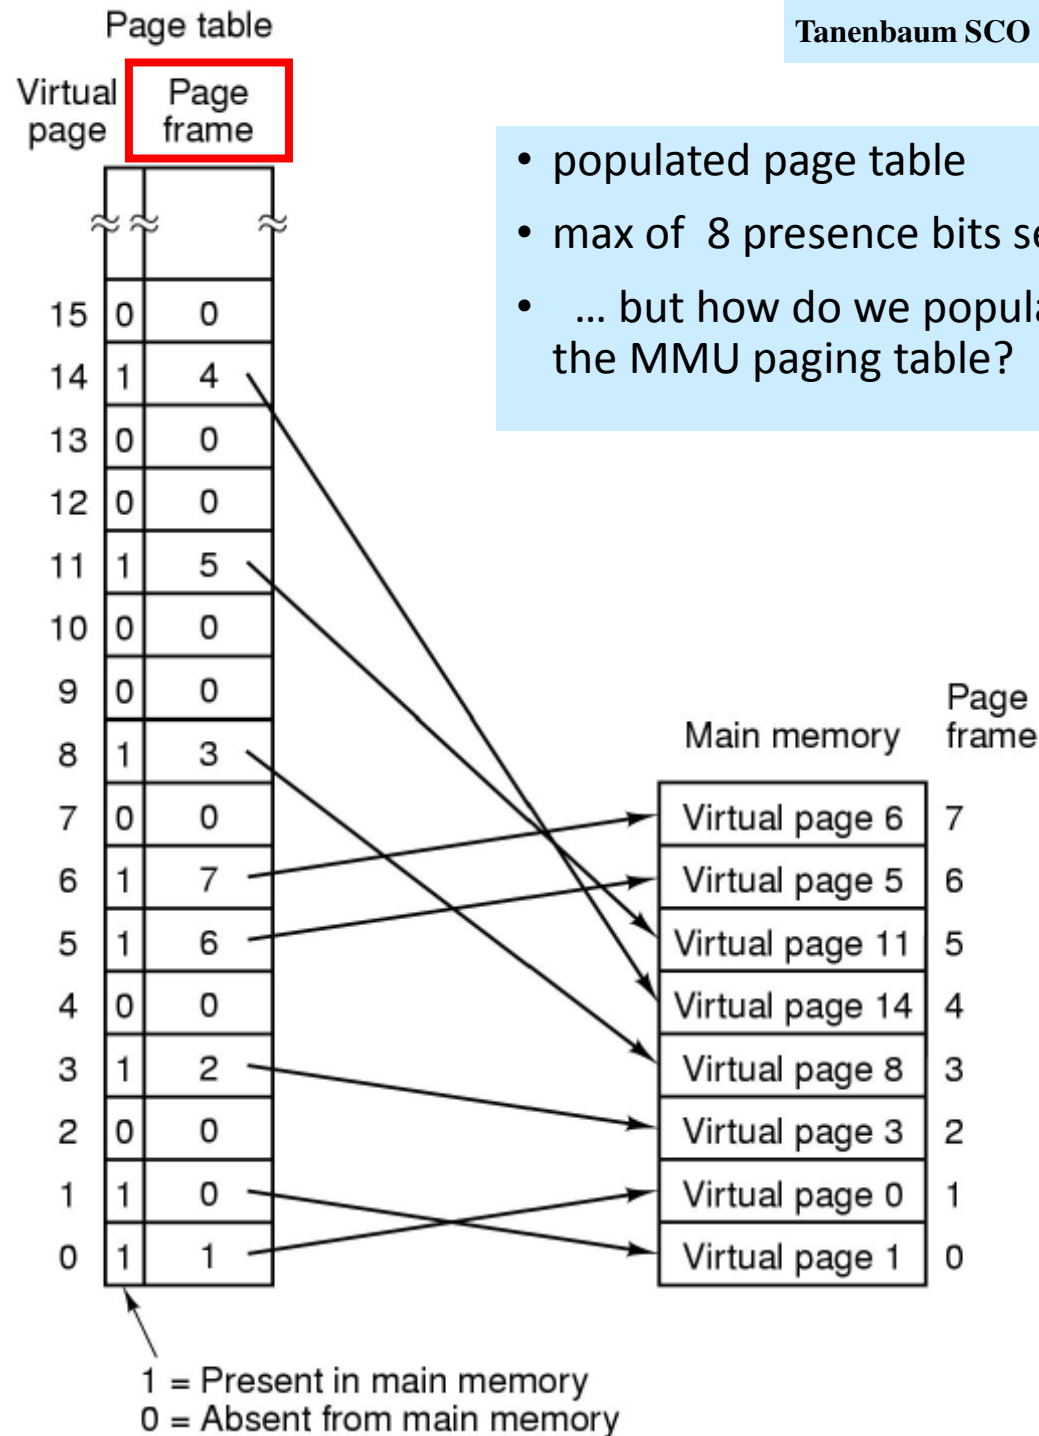 Page table
Tanenbaum SCO
Virtual page
Page frame
• populated page table
• max of 8 presence bits
• … but how do we
the MMU paging table?
15 0 0
14 1 4
13 0 0
12 0 0
11 1 5
10 0 0
9 0 0
8 1 3
7 0 0
6 1 7
5 1 6
4 0 0
3 1 2
2 0 0
1 1 0
0 1 1
Main memory
Page frame
Virtual page 6 7
Virtual page 5 6
Virtual page 11 5
Virtual page 14 4
Virtual page 8 3
Virtual page 3 2
Virtual page 0 1
Virtual page 1 0
1 = Present in main memory
0 = Absent from main memory